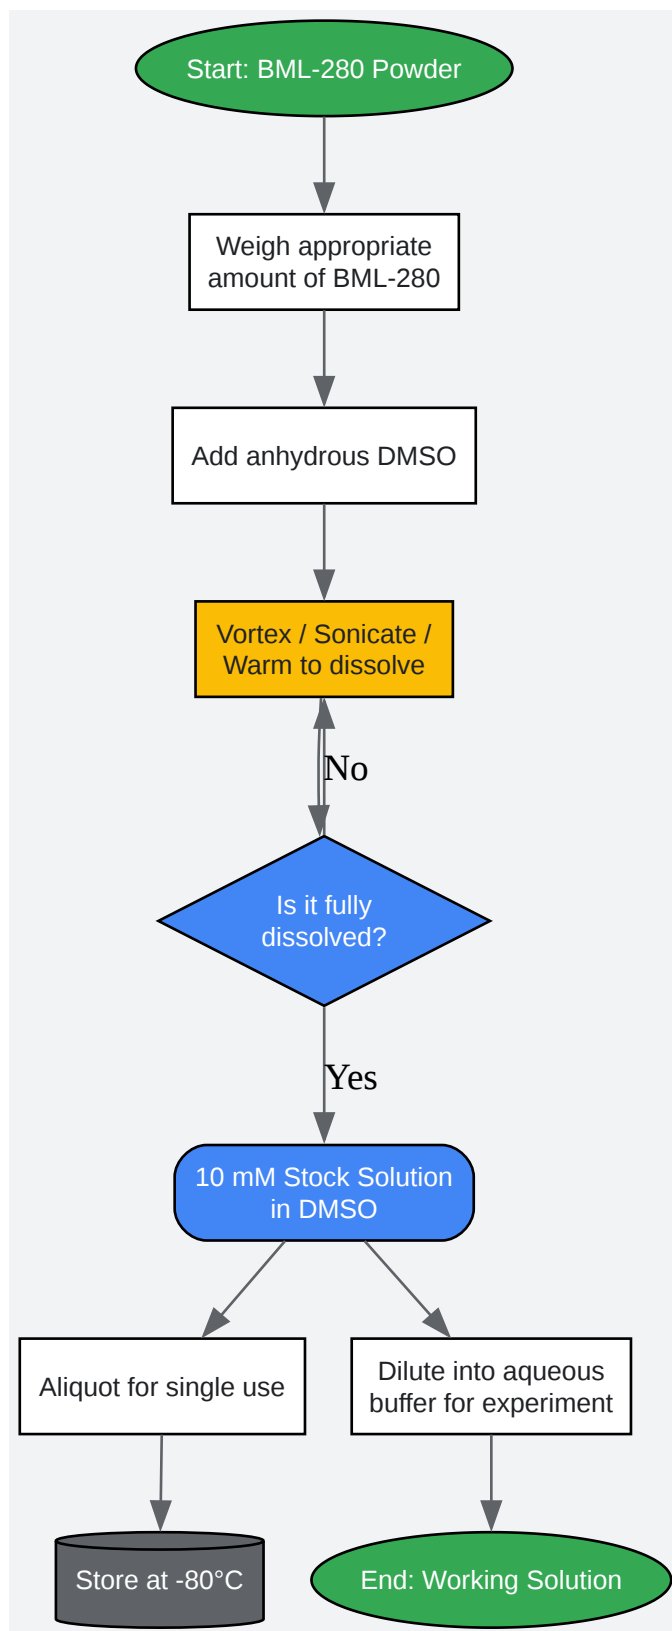 Start: BML-280 Powder
Weigh appropriate
amount of BML-280
Add anhydrous DMSO
Vortex / Sonicate /
Warm to dissolve
No
Is it fully
dissolved?
Yes
10 mM Stock Solution
in DMSO
Aliquot for single use
Dilute into aqueous
buffer for experiment
Store at -80°C
End: Working Solution